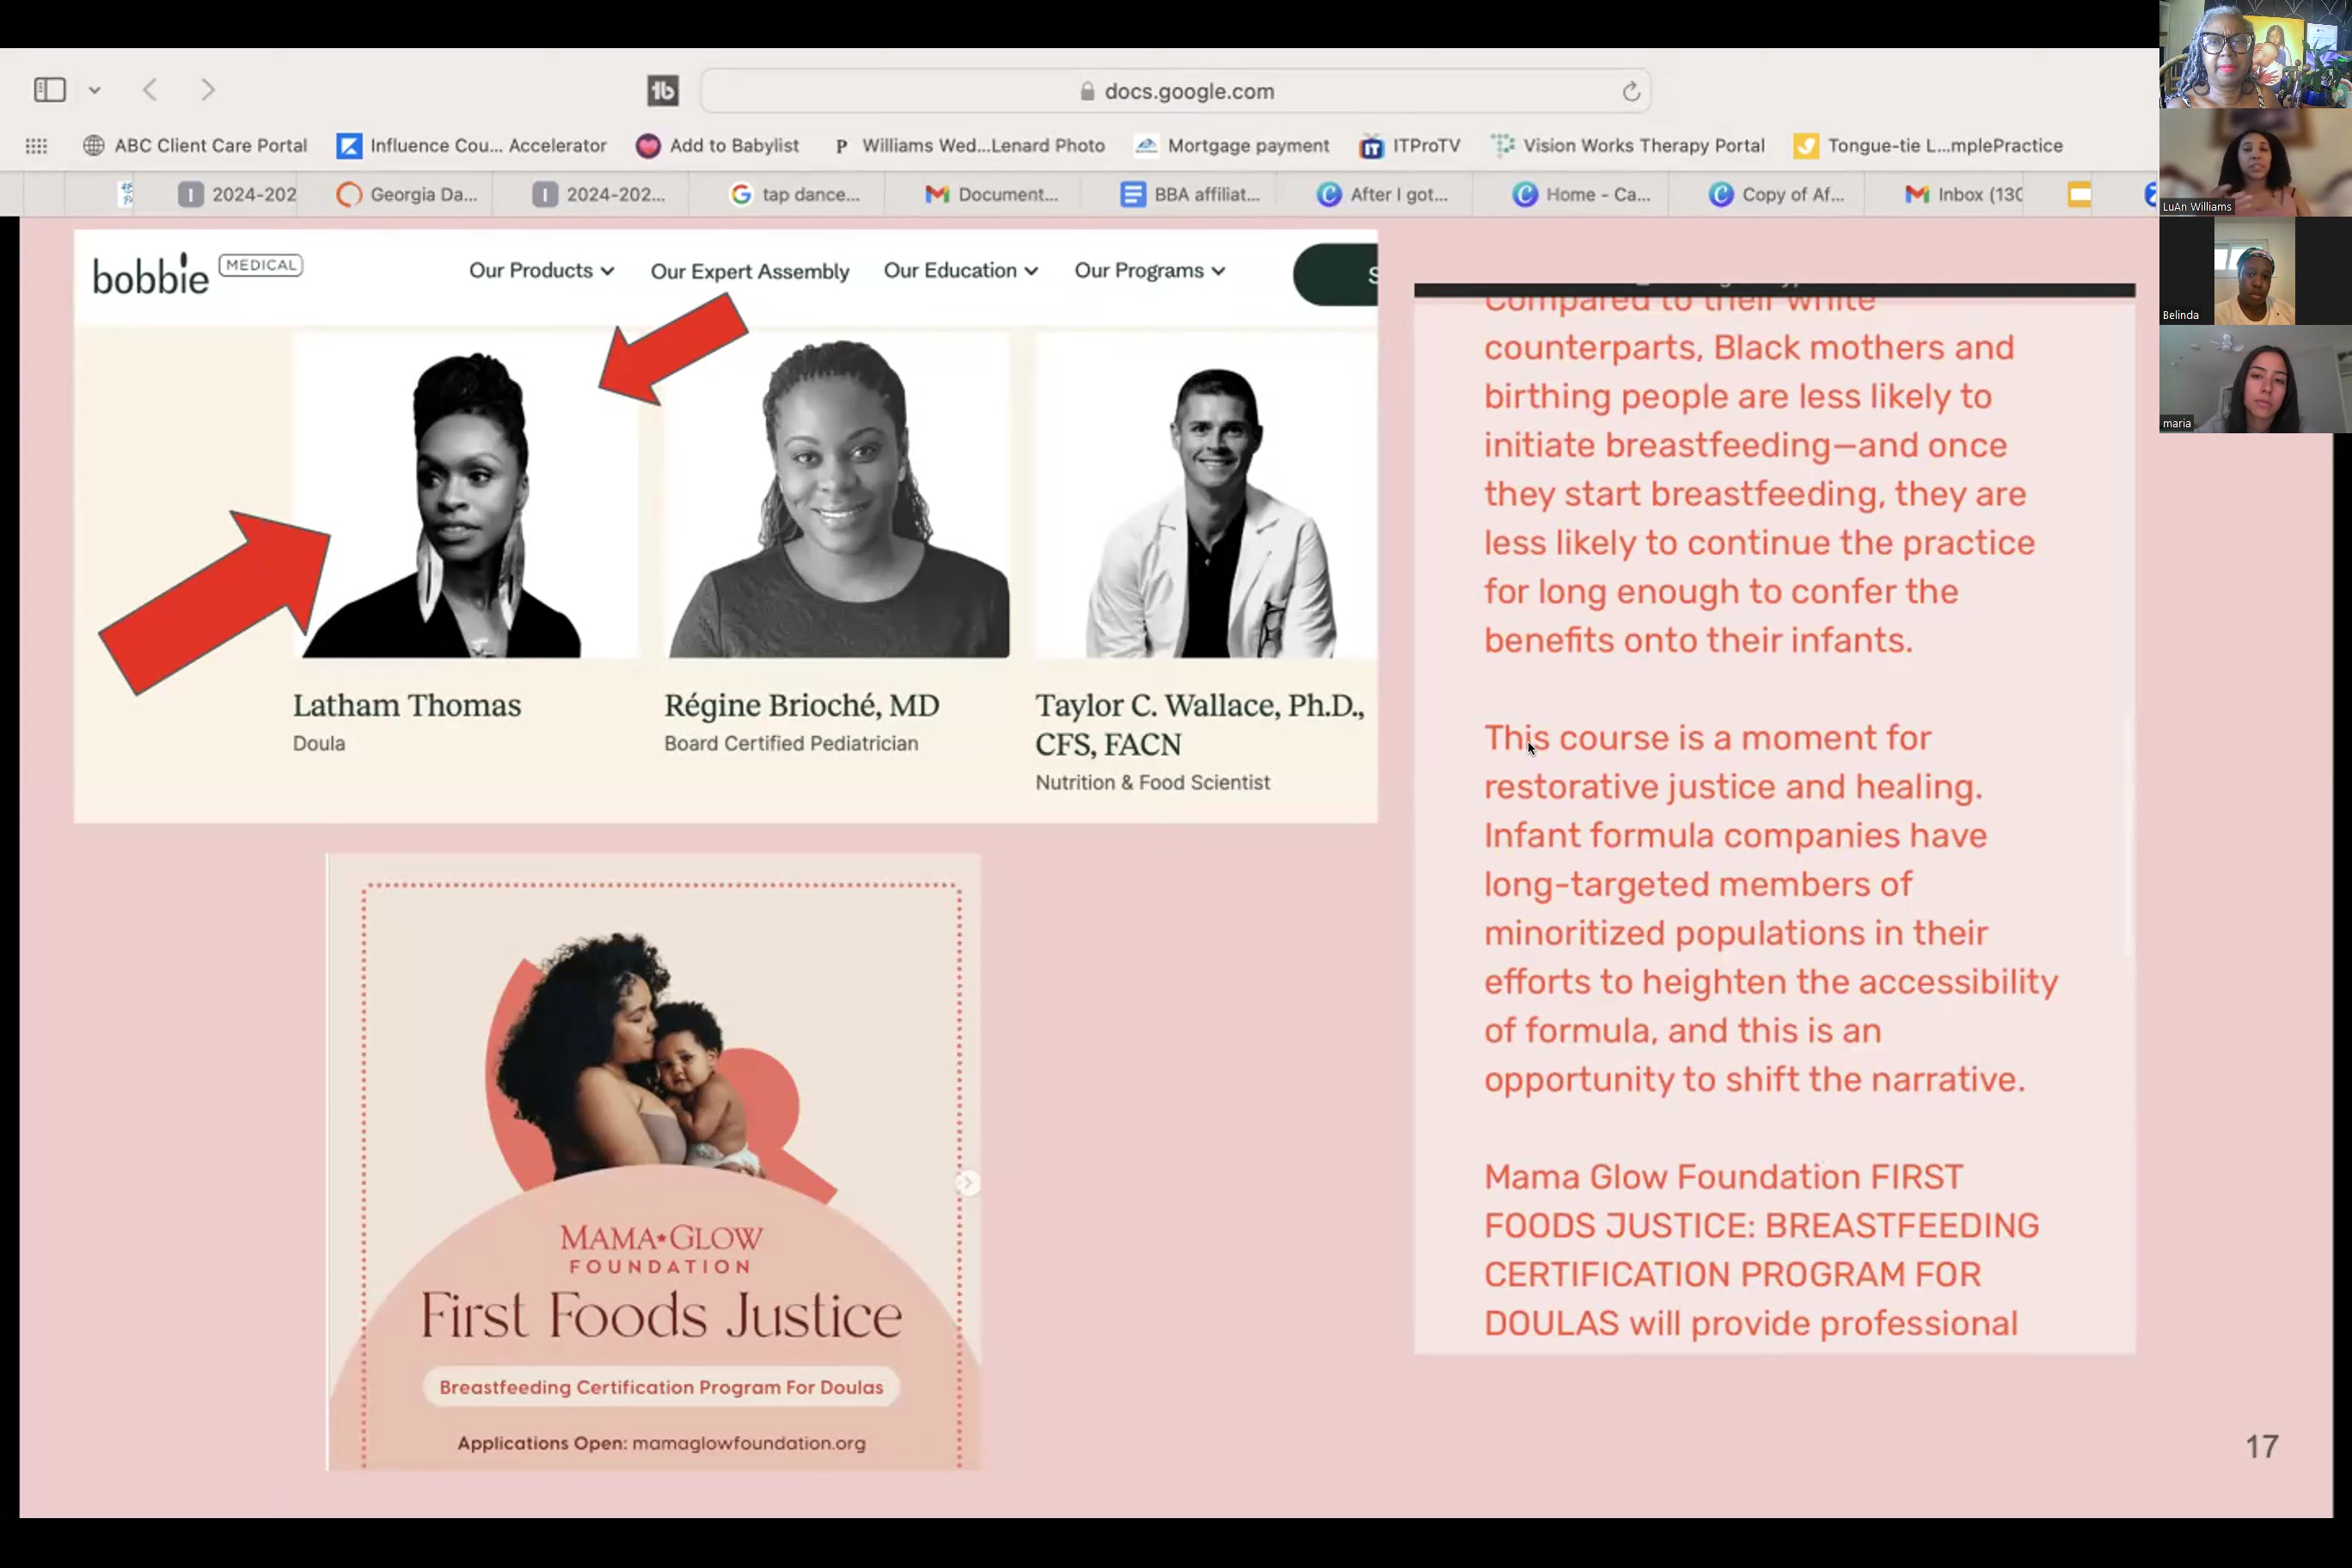 docs.google.com
ABC Client Care Portal
Influence Cou... Accelerator
Add to Babylist
P Williams Wed...Lenard Photo
Mortgage payment
ITProTV
Vision Works Therapy Portal
Tongue-tie L...mplePractice
2024-202
Georgia Da...
2024-202...
tap dance...
Document...
BBA affiliat...
After I got...
Home - Ca...
Copy of Af...
Inbox (130
bobbie MEDICAL
Our Products
Our Expert Assembly
Our Education
Our Programs
S
Latham Thomas
Doula
Régine Brioché, MD
Board Certified Pediatrician
Taylor C. Wallace, Ph.D.,
CFS, FACN
Nutrition & Food Scientist
MAMA GLOW
FOUNDATION
First Foods Justice
Breastfeeding Certification Program For Doulas
Applications Open: mamaglowfoundation.org
Compared to their white
counterparts, Black mothers and
birthing people are less likely to
initiate breastfeeding—and once
they start breastfeeding, they are
less likely to continue the practice
for long enough to confer the
benefits onto their infants.
This course is a moment for
restorative justice and healing.
Infant formula companies have
long-targeted members of
minoritized populations in their
efforts to heighten the accessibility
of formula, and this is an
opportunity to shift the narrative.
Mama Glow Foundation FIRST
FOODS JUSTICE: BREASTFEEDING
CERTIFICATION PROGRAM FOR
DOULAS will provide professional
17
LuAn Williams
Belinda
maria